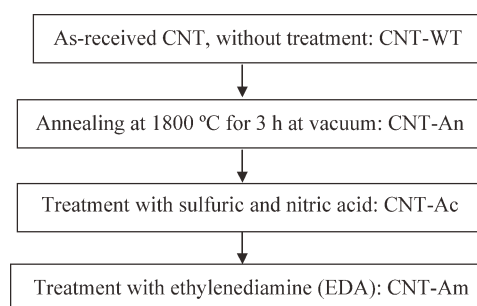 As-received CNT, without treatment: CNT-WT
Annealing at 1800 ºC for 3 h at vacuum: CNT-An
Treatment with sulfuric and nitric acid: CNT-Ac
Treatment with ethylenediamine (EDA): CNT-Am